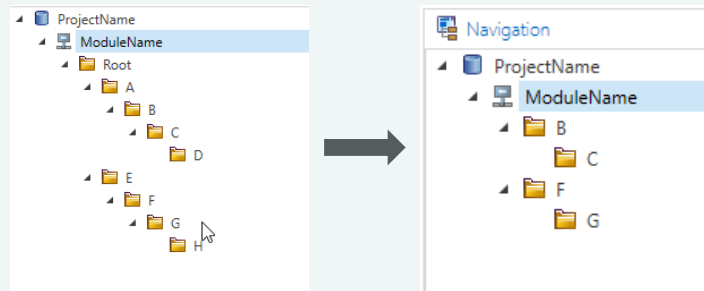 ProjectName
ModuleName
Root
A
B
C
D
E
F
G
H
Navigation
ProjectName
ModuleName
B
C
F
G